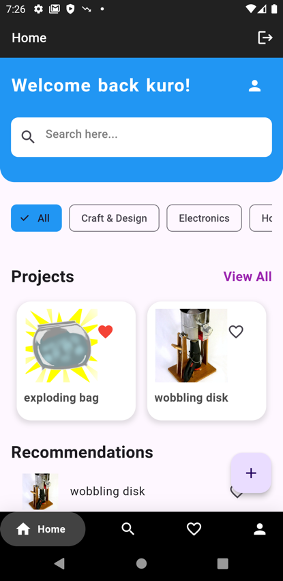 7:26
Home
Welcome back kuro!
Search here...
All
Craft & Design
Electronics
Ho
Projects
View All
exploding bag
wobbling disk
Recommendations
wobbling disk
Home